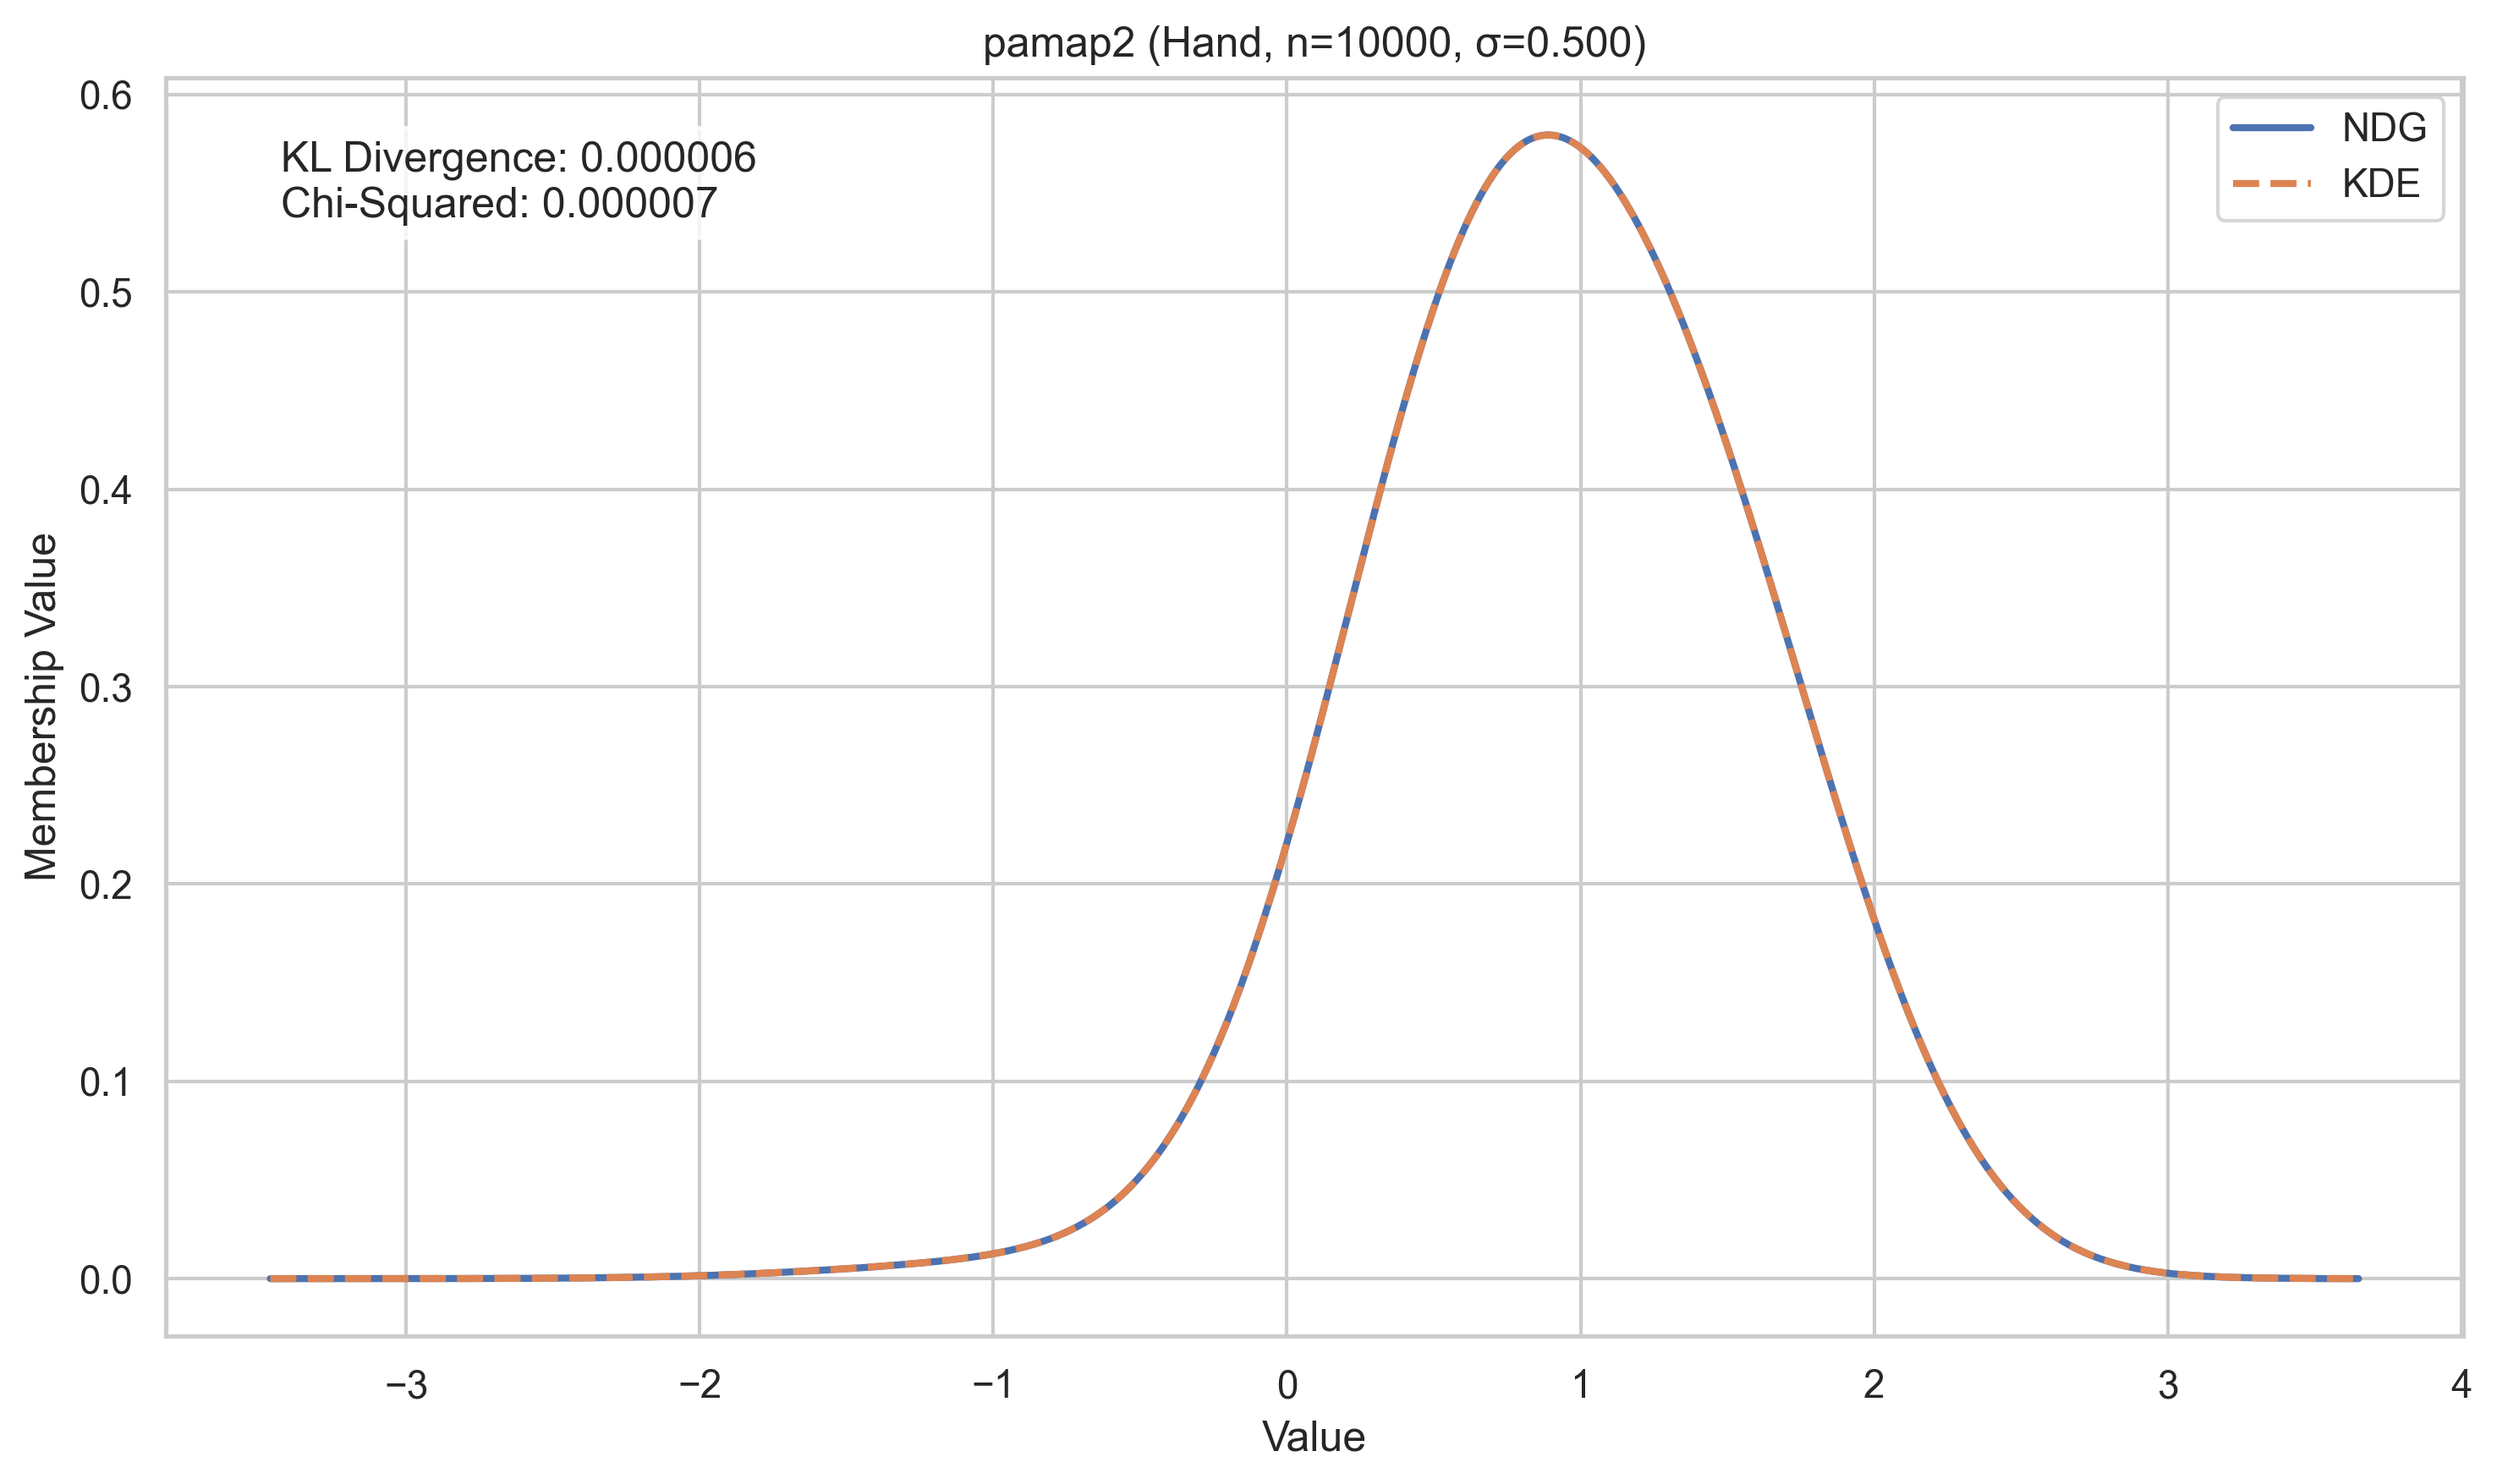 pamap2 (Hand, n=10000, σ=0.500)
KL Divergence: 0.000006
Chi-Squared: 0.000007
NDG
KDE
Membership Value
0.6
0.5
0.4
0.3
0.2
0.1
0.0
−3 −2 −1 0 1 2 3 4
Value